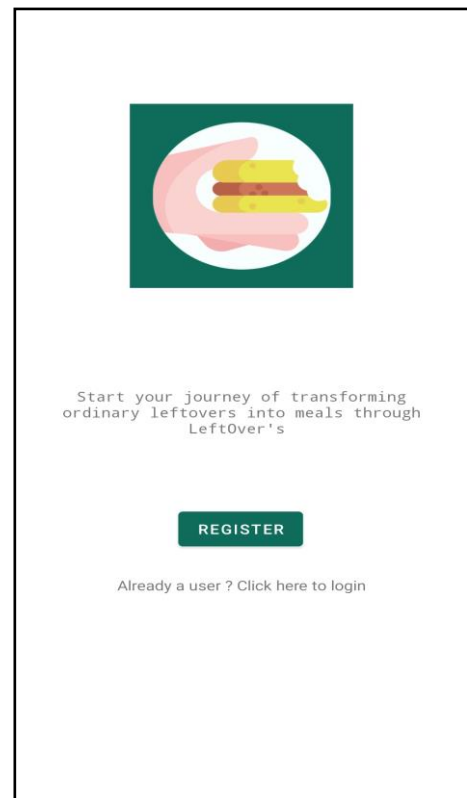 Start your journey of transforming
ordinary leftovers into meals through
LeftOver's
REGISTER
Already a user ? Click here to login